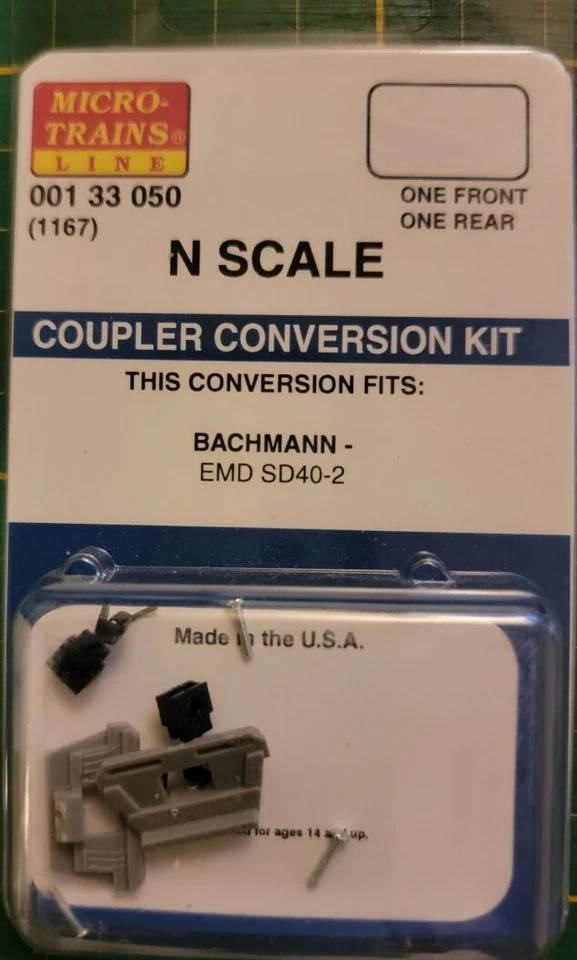 MICRO-
TRAINS®
LINE
001 33 050
(1167)
ONE FRONT
ONE REAR
N SCALE
COUPLER CONVERSION KIT
THIS CONVERSION FITS:
BACHMANN -
EMD SD40-2
Made in the U.S.A.
for ages 14 and up.